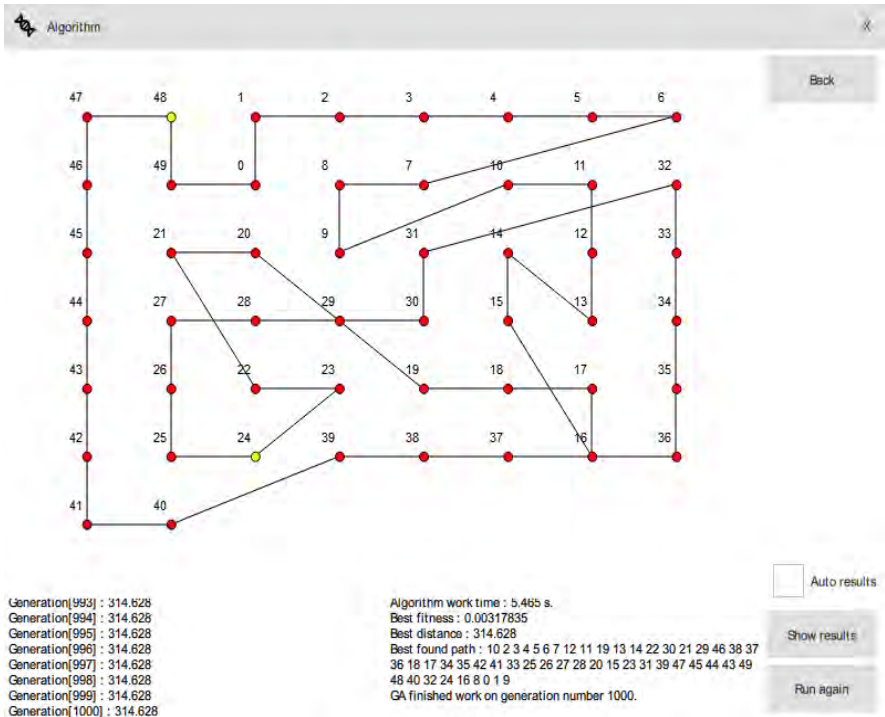 Algorithm
X
Back
47 48 1 2 3 4 5 6
46 49 0 8 7 10 11 32
45 21 20 9 31 14 12 33
44 27 28 29 30 15 13 34
43 26 22 23 19 18 17 35
42 25 24 39 38 37 16 36
41 40
Auto results
Show results
Run again
Generation[993] : 314.628
Generation[994] : 314.628
Generation[995] : 314.628
Generation[996] : 314.628
Generation[997] : 314.628
Generation[998] : 314.628
Generation[999] : 314.628
Generation[1000] : 314.628
Algorithm work time : 5.465 s.
Best fitness : 0.00317835
Best distance : 314.628
Best found path : 10 2 3 4 5 6 7 12 11 19 13 14 22 30 21 29 46 38 37
36 18 17 34 35 42 41 33 25 26 27 28 20 15 23 31 39 47 45 44 43 49
48 40 32 24 16 8 0 1 9
GA finished work on generation number 1000.